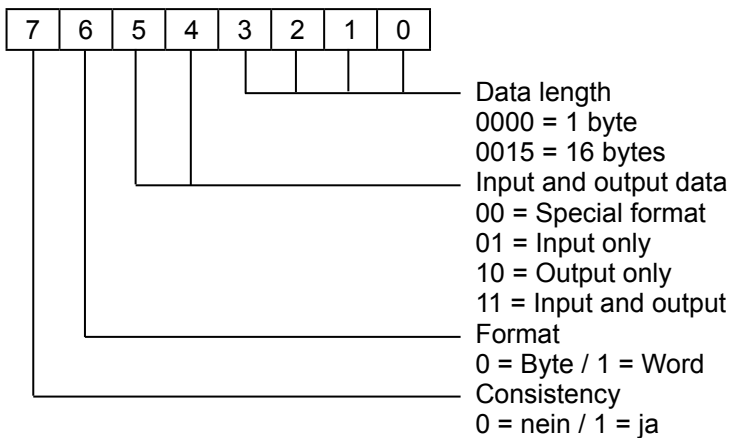 7 6 5 4 3 2 1 0
Data length
0000 = 1 byte
0015 = 16 bytes
Input and output data
00 = Special format
01 = Input only
10 = Output only
11 = Input and output
Format
0 = Byte / 1 = Word
Consistency
0 = nein / 1 = ja